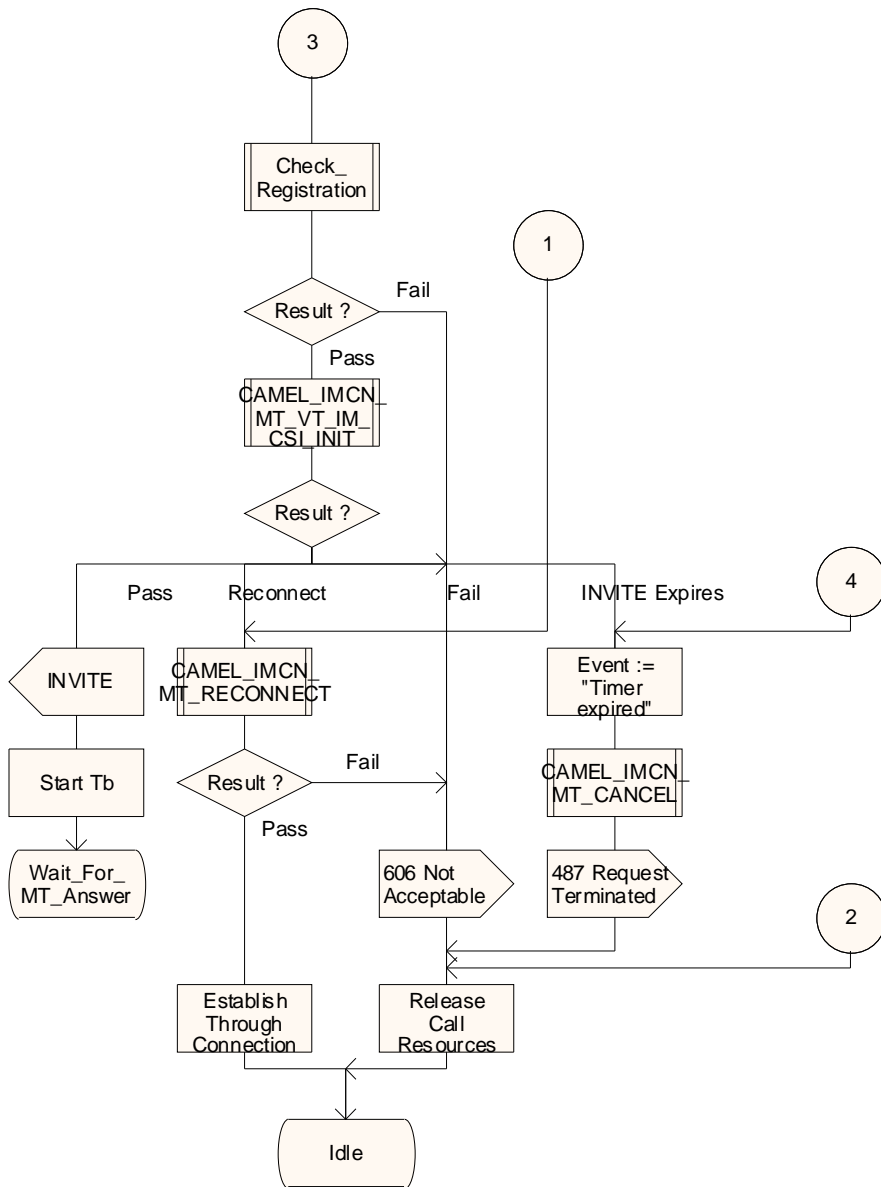 3
Check_
Registration
1
Result ?
Fail
Pass
CAMEL_IMCN_
MT_VT_IM_
CSI_INIT
Result ?
4
Pass
Reconnect
Fail
INVITE Expires
INVITE
CAMEL_IMCN_
MT_RECONNECT
Event :=
"Timer
expired"
Start Tb
Result ?
Fail
CAMEL_IMCN_
MT_CANCEL
Pass
Wait_For_
MT_Answer
606 Not
Acceptable
487 Request
Terminated
2
Establish
Through
Connection
Release
Call
Resources
Idle